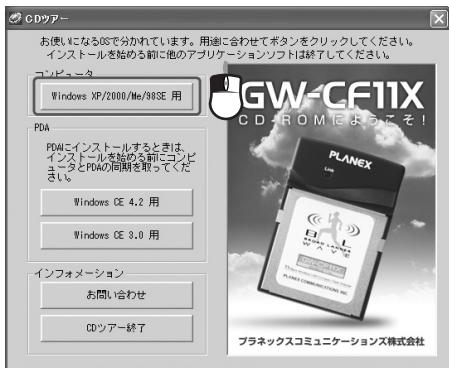 CDツアー
お使いになるOSで分かれています。用途に合わせてボタンをクリックしてください。
インストールを始める前に他のアプリケーションソフトは終了してください。
コンピュータ
Windows XP/2000/Me/98SE 用
PDA
PDAにインストールするときは、
インストールを始める前にコンピ
ュータとPDAの同期を取ってくだ
さい。
Windows CE 4.2 用
Windows CE 3.0 用
インフォメーション
お問い合わせ
CDツアー終了
GW-CF11X
CD-ROMにようこそ!
PLANEX
Link
GW-CF11X
PLANEX COMMUNICATIONS INC.
プラネックスコミュニケーションズ株式会社